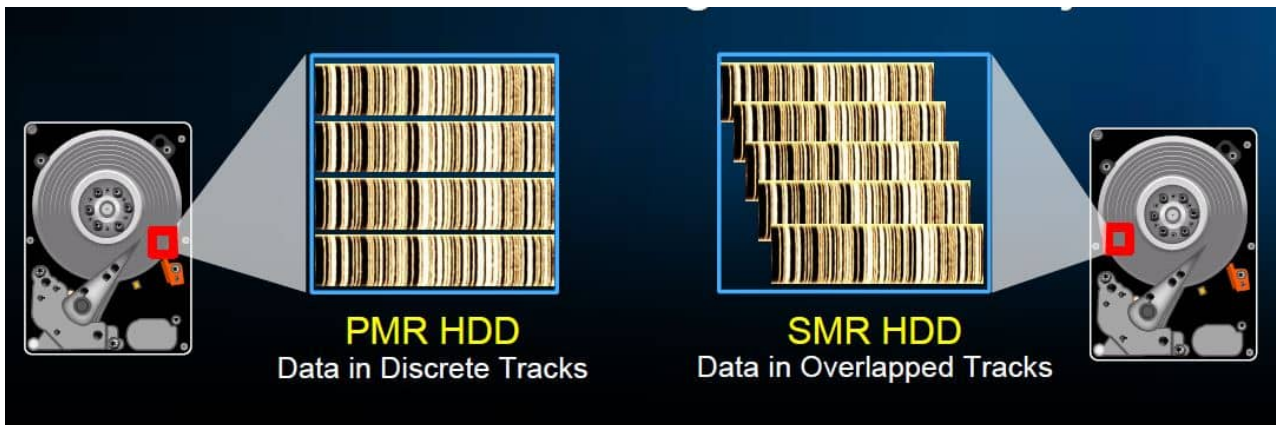 PMR HDD
Data in Discrete Tracks
SMR HDD
Data in Overlapped Tracks